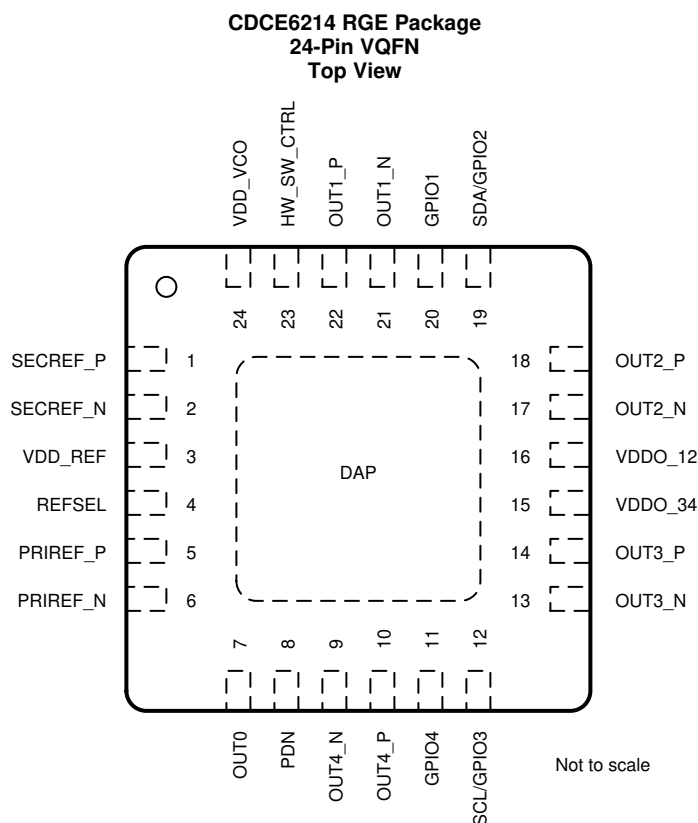 CDCE6214 RGE Package
24-Pin VQFN
Top View
VDD_VCO
HW_SW_CTRL
OUT1_P
OUT1_N
GPIO1
SDA/GPIO2
24
23
22
21
20
19
SECREF_P 1
SECREF_N 2
VDD_REF 3
REFSEL 4
PRIREF_P 5
PRIREF_N 6
DAP
18 OUT2_P
17 OUT2_N
16 VDDO_12
15 VDDO_34
14 OUT3_P
13 OUT3_N
7
8
9
10
11
12
OUT0
PDN
OUT4_N
OUT4_P
GPIO4
SCL/GPIO3
Not to scale